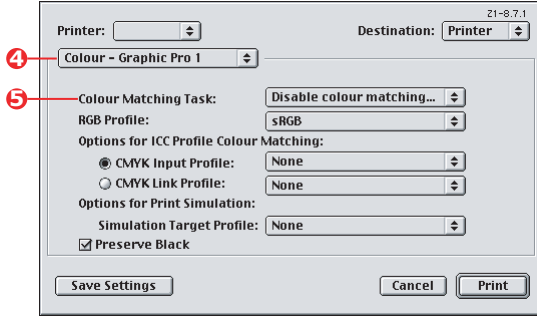 Z1-8.7.1
Printer: Destination: Printer
4 Colour - Graphic Pro 1
5 Colour Matching Task: Disable colour matching...
RGB Profile: sRGB
Options for ICC Profile Colour Matching:
CMYK Input Profile: None
CMYK Link Profile: None
Options for Print Simulation:
Simulation Target Profile: None
Preserve Black
Save Settings Cancel Print